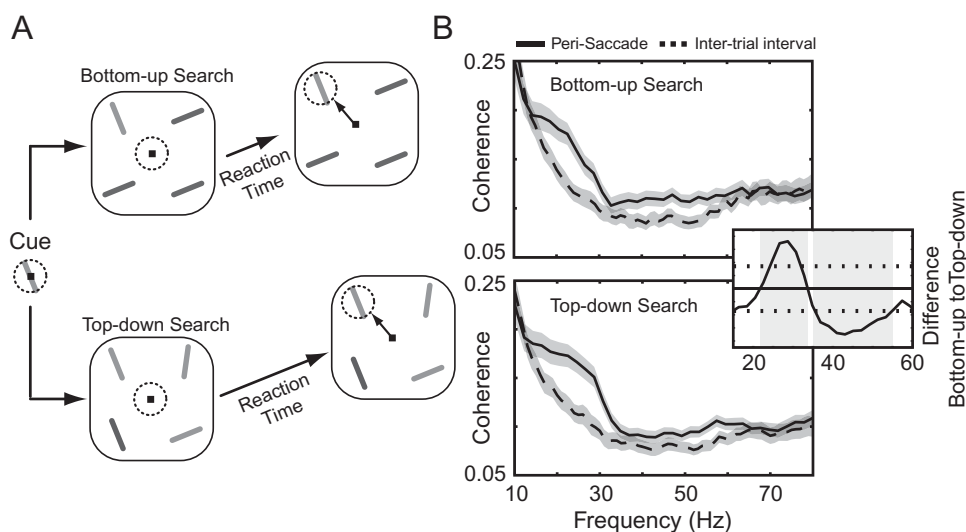 A
Bottom-up Search
Reaction
Time
Cue
Top-down Search
Reaction
Time
B
Peri-Saccade Inter-trial interval
0.25
Bottom-up Search
Coherence
0.05
0.25
Top-down Search
Coherence
0.05
10 30 50 70
Frequency (Hz)
20 40 60
Difference
Bottom-up to Top-down